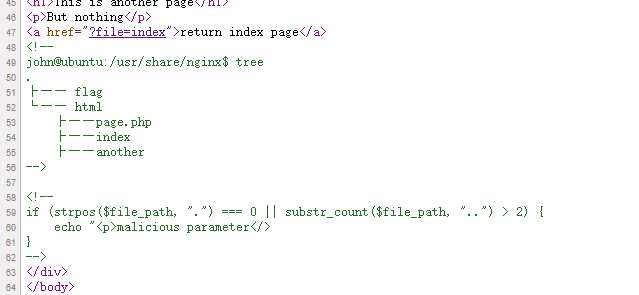 45 <h1>This is another page</h1>
46 <p>But nothing</p>
47 <a href="?file=index">return index page</a>
48 <!--
49 john@ubuntu:/usr/share/nginx$ tree
50 .
51 ├── flag
52 └── html
53     ├──page.php
54     ├──index
55     ├──another
56 -->
57
58 <!--
59 if (strpos($file_path, ".") === 0 || substr_count($file_path, "..") > 2) {
60     echo "<p>malicious parameter</>
61 }
62 -->
63 </div>
64 </body>